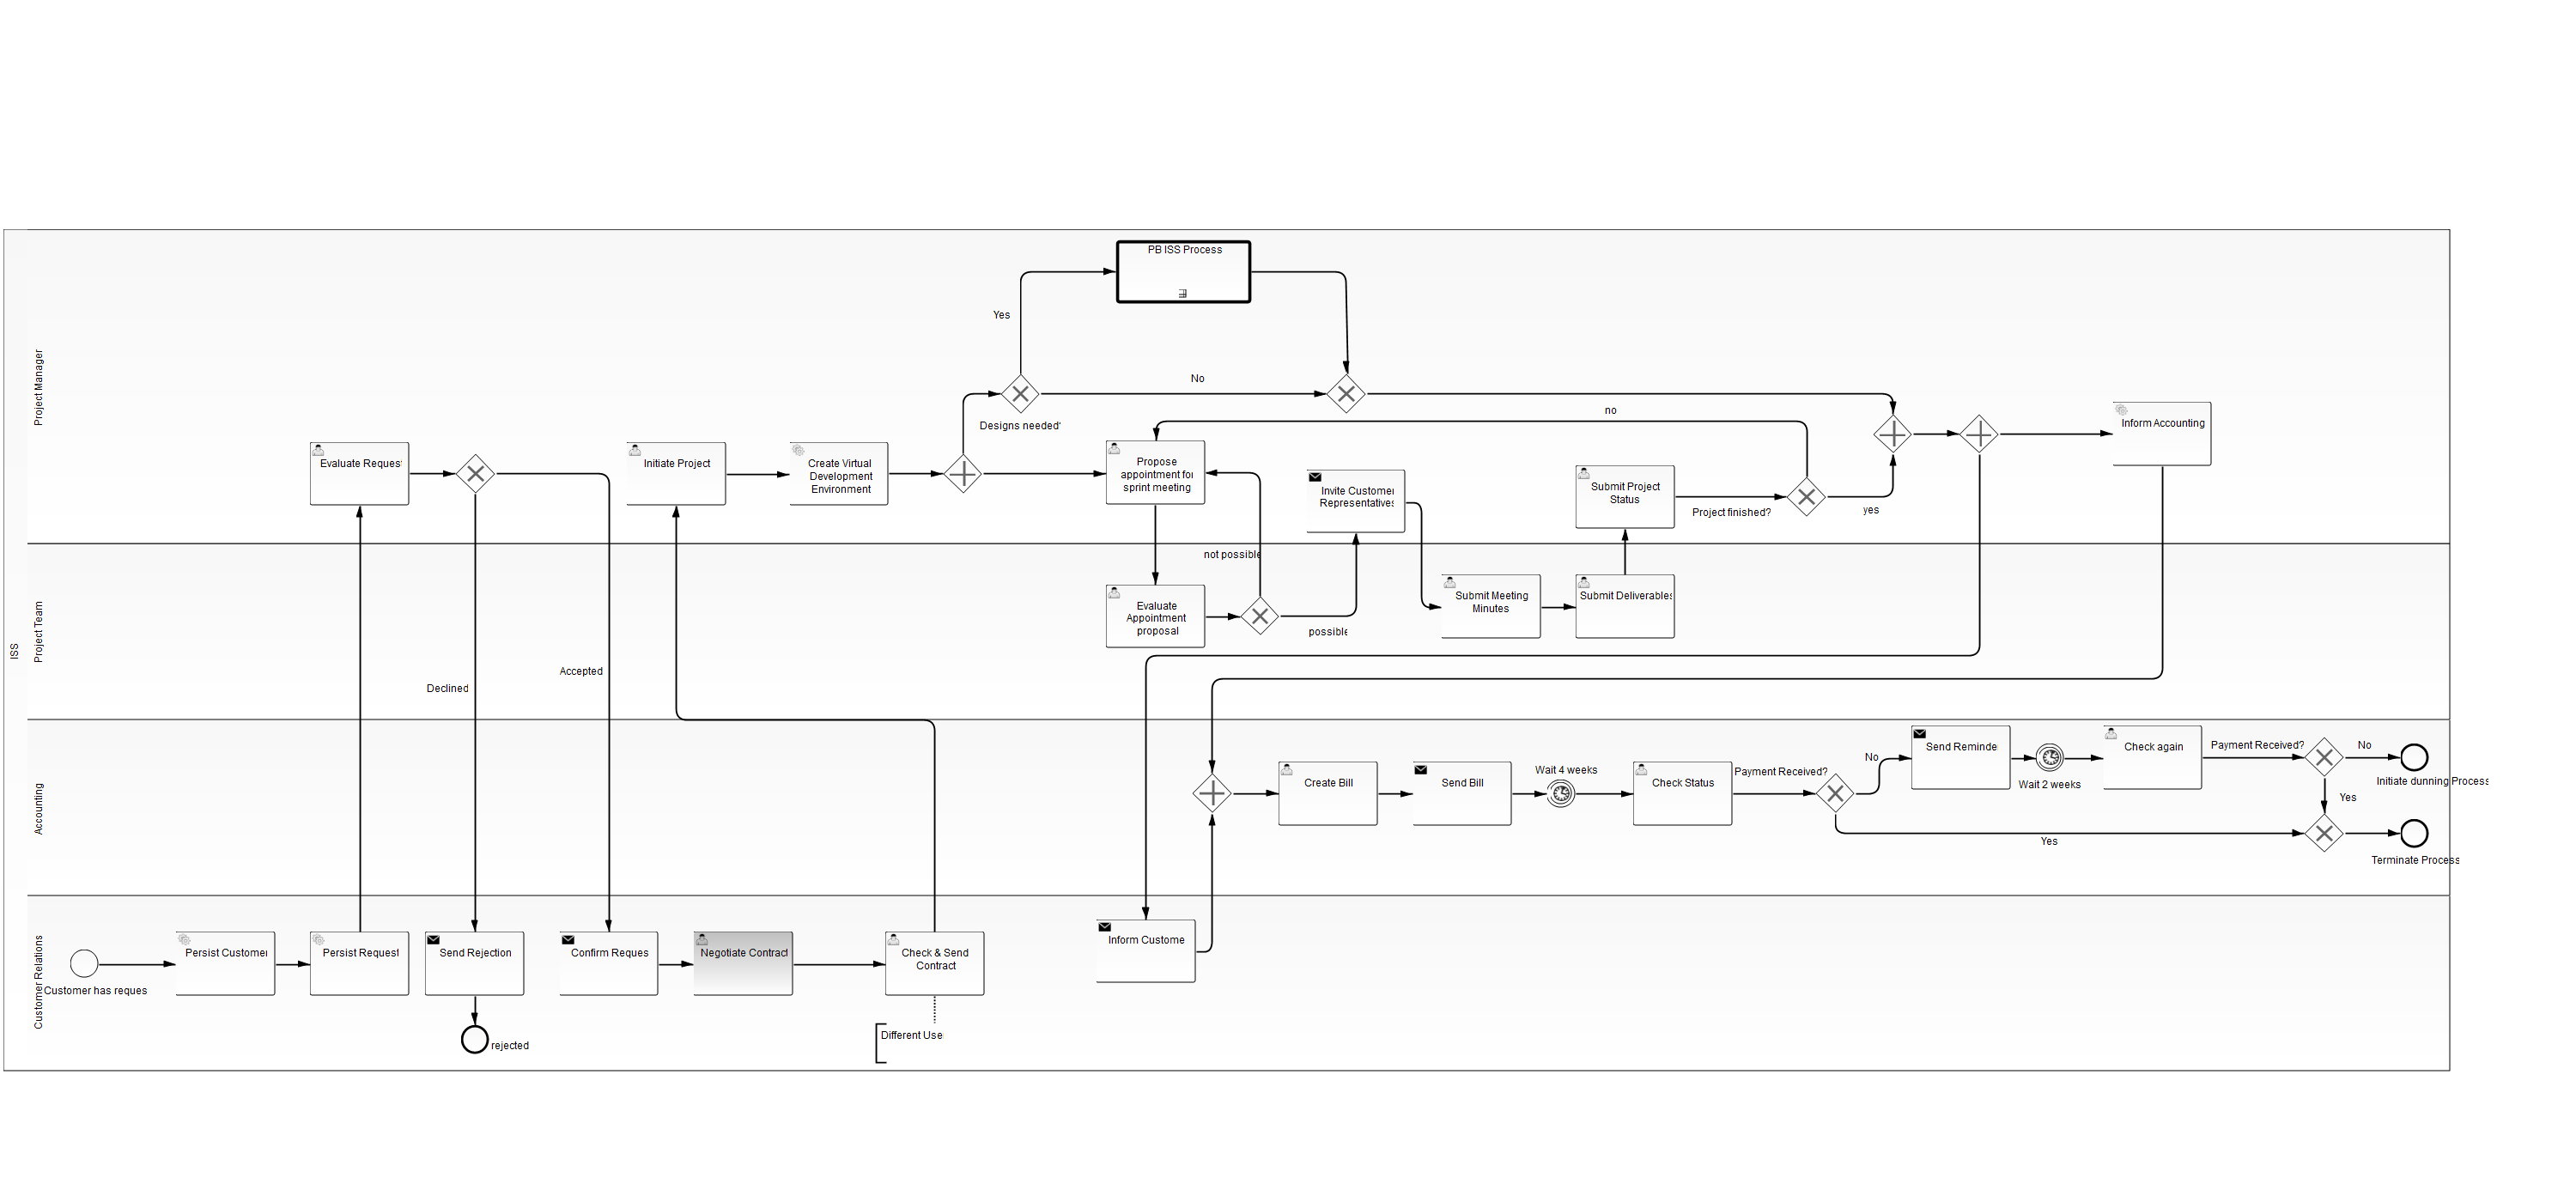 PB ISS Process
Yes
No
Designs needed'
no
Project Manager
Evaluate Reques
Initiate Project
Create Virtual
Development
Environment
Propose
appointment for
sprint meeting
Invite Customer
Representatives
Submit Project
Status
Project finished?
yes
Inform Accounting
not possible
ISS
Project Team
Evaluate
Appointment
proposal
possible
Submit Meeting
Minutes
Submit Deliverables
Declined
Accepted
Accounting
Create Bill
Send Bill
Wait 4 weeks
Check Status
Payment Received?
No
Send Reminde
Wait 2 weeks
Check again
Payment Received?
No
Initiate dunning Process
Yes
Yes
Terminate Process
Customer Relations
Customer has reques
Persist Customer
Persist Request
Send Rejection
Confirm Reques
Negotiate Contract
Check & Send
Contract
Inform Custome
Different Use
rejected